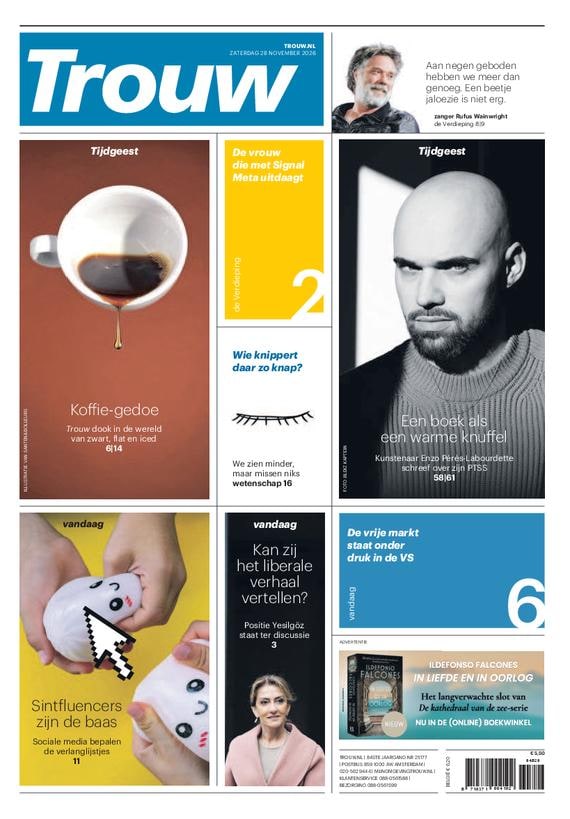 TROUW.NL
ZATERDAG 28 NOVEMBER 2026
Trouw
Aan negen geboden
hebben we meer dan
genoeg. Een beetje
jaloezie is niet erg.
zanger Rufus Wainwright
de Verdieping 8|9
Tijdgeest
Koffie-gedoe
Trouw dook in de wereld
van zwart, flat en iced
6|14
De vrouw
die met Signal
Meta uitdaagt
de Verdieping
2
Wie knippert
daar zo knap?
We zien minder,
maar missen niks
wetenschap 16
Tijdgeest
Een boek als
een warme knuffel
Kunstenaar Enzo Pérès-Labourdette
schreef over zijn PTSS
58|61
vandaag
Sintfluencers
zijn de baas
Sociale media bepalen
de verlanglijstjes
11
vandaag
Kan zij
het liberale
verhaal
vertellen?
Positie Yesilgöz
staat ter discussie
3
De vrije markt
staat onder
druk in de VS
vandaag
6
ADVERTENTIE
ILDEFONSO
FALCONES
NIEUW
ILDEFONSO FALCONES
IN LIEFDE EN IN OORLOG
Het langverwachte slot van
De kathedraal van de zee-serie
NU IN DE (ONLINE) BOEKWINKEL
€ 5,00